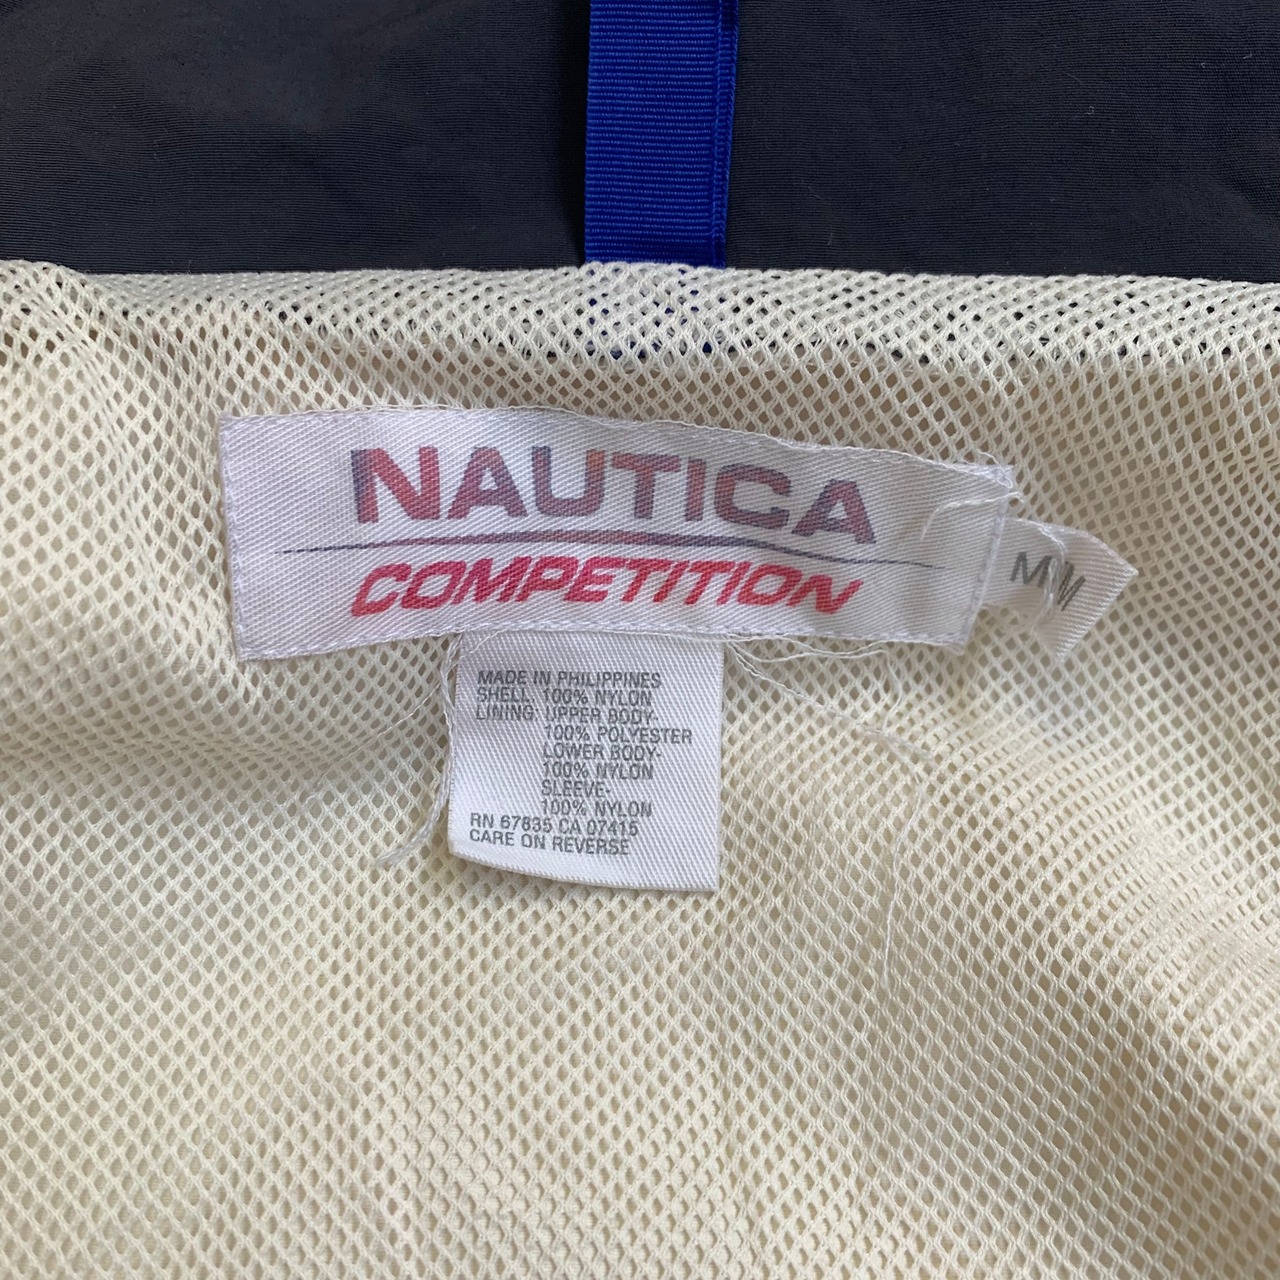 NAUTICA
COMPETITION
M M
MADE IN PHILIPPINES
SHELL: 100% NYLON
LINING: UPPER BODY-
100% POLYESTER
LOWER BODY-
100% NYLON
SLEEVE-
100% NYLON
RN 67835 CA 07415
CARE ON REVERSE